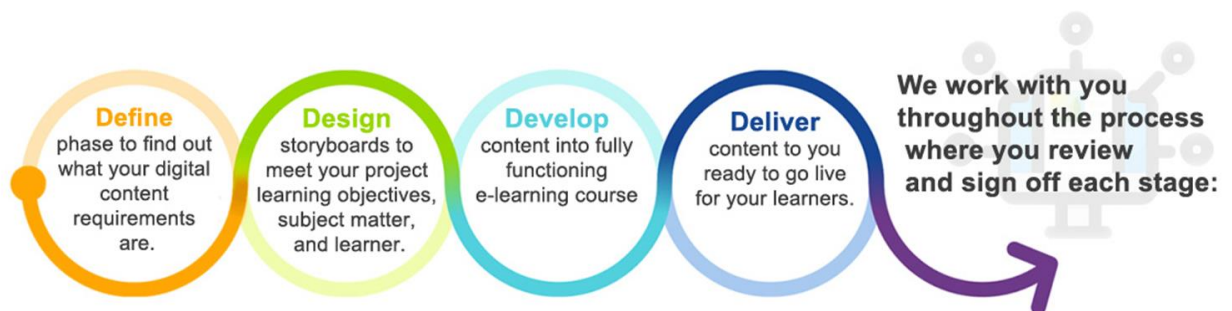 Define
phase to find out
what your digital
content
requirements
are.
Design
storyboards to
meet your project
learning objectives,
subject matter,
and learner.
Develop
content into fully
functioning
e-learning course
Deliver
content to you
ready to go live
for your learners.
We work with you
throughout the process
where you review
and sign off each stage: